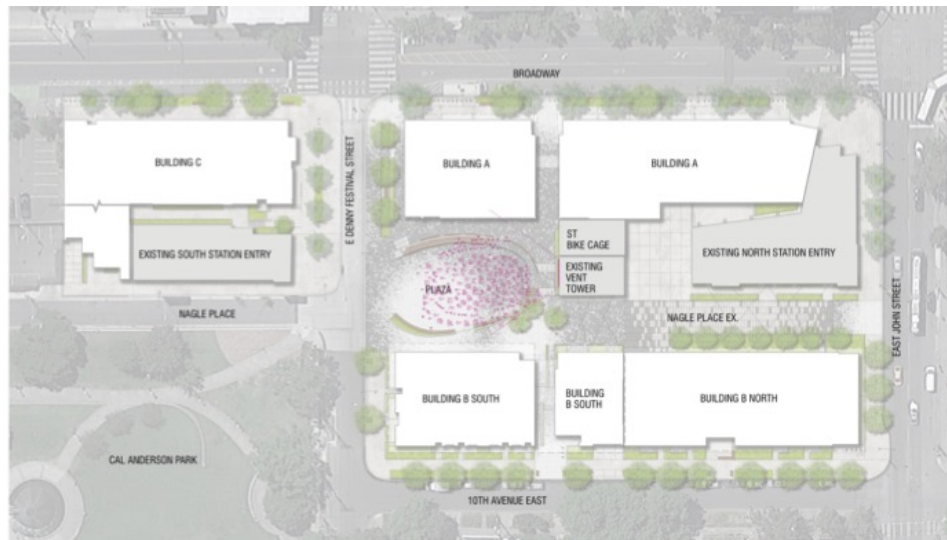 BROADWAY
BUILDING C
E DENNY FESTIVAL STREET
BUILDING A
BUILDING A
EXISTING SOUTH STATION ENTRY
ST
BIKE CAGE
EXISTING NORTH STATION ENTRY
EXISTING
VENT
TOWER
PLAZA
NAGLE PLACE
NAGLE PLACE EX.
EAST JOHN STREET
BUILDING B SOUTH
BUILDING
B SOUTH
BUILDING B NORTH
CAL ANDERSON PARK
10TH AVENUE EAST